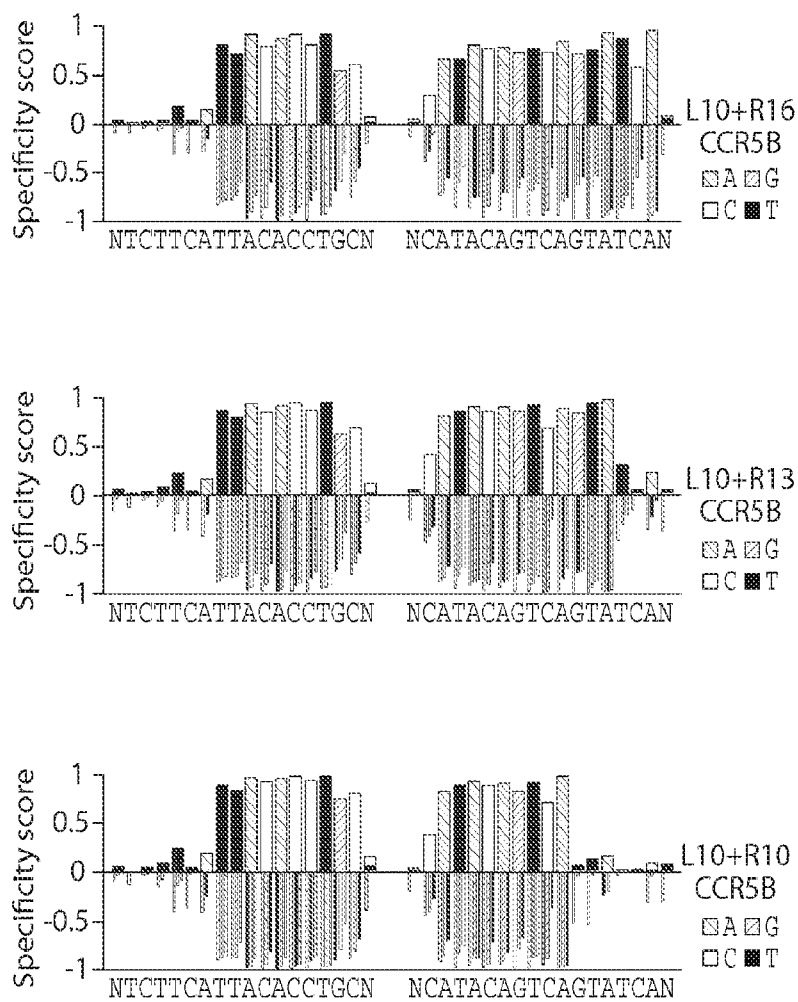 Specificity score
1
0.5
0
-0.5
-1
NTCTTCATTACACCTGCN NCATACAGTCAGTATCAN
L10+R16
CCR5B
A G
C T
Specificity score
1
0.5
0
-0.5
-1
NTCTTCATTACACCTGCN NCATACAGTCAGTATCAN
L10+R13
CCR5B
A G
C T
Specificity score
1
0.5
0
-0.5
-1
NTCTTCATTACACCTGCN NCATACAGTCAGTATCAN
L10+R10
CCR5B
A G
C T